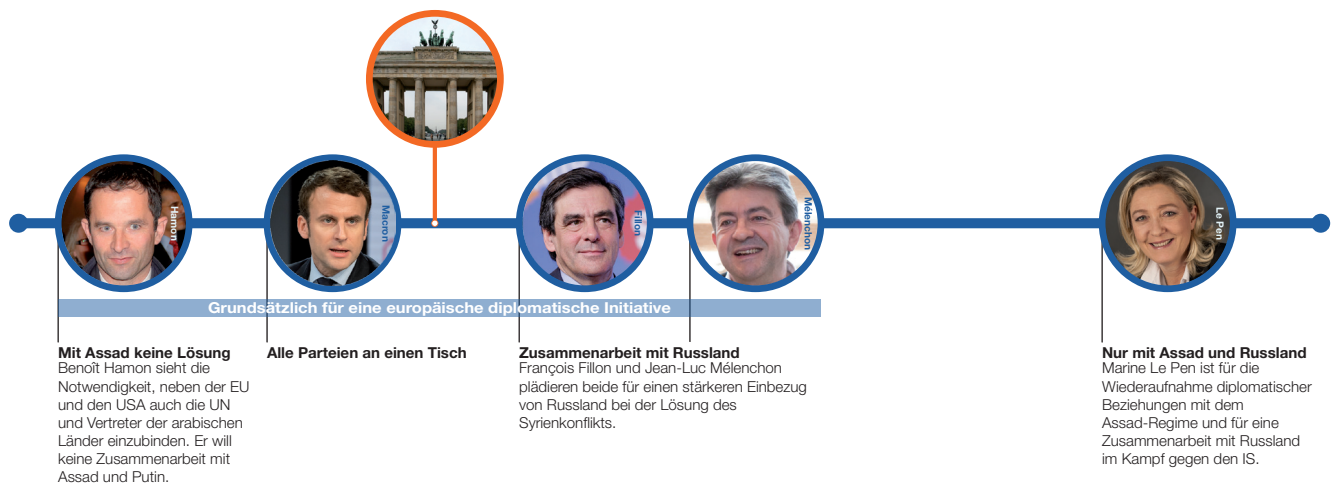 Hamon
Macron
Fillon
Mélenchon
Le Pen
Grundsätzlich für eine europäische diplomatische Initiative
Mit Assad keine Lösung
Benoît Hamon sieht die
Notwendigkeit, neben der EU
und den USA auch die UN
und Vertreter der arabischen
Länder einzubinden. Er will
keine Zusammenarbeit mit
Assad und Putin.
Alle Parteien an einen Tisch
Zusammenarbeit mit Russland
François Fillon und Jean-Luc Mélenchon
plädieren beide für einen stärkeren Einbezug
von Russland bei der Lösung des
Syrienkonflikts.
Nur mit Assad und Russland
Marine Le Pen ist für die
Wiederaufnahme diplomatischer
Beziehungen mit dem
Assad-Regime und für eine
Zusammenarbeit mit Russland
im Kampf gegen den IS.